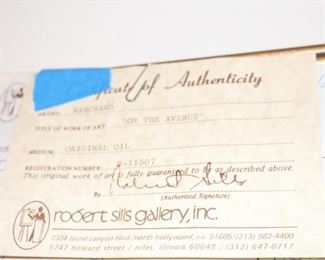 Certificate of Authenticity
ARTIST: MARCHAND
TITLE OF WORK OF ART "ON THE AVENUE"
MEDIUM, ORIGINAL OIL
REGISTRATION NUMBER, A-11507
This original work of art is fully guaranteed to be as described above.
By Robert Sills
(Authorized Signature)
robert sills gallery, inc.
7324 laurel canyon blvd./north hollywood, ca. 91605/(213) 982-4400
5747 howard street / niles, illinois 60648 / (312) 647-0717